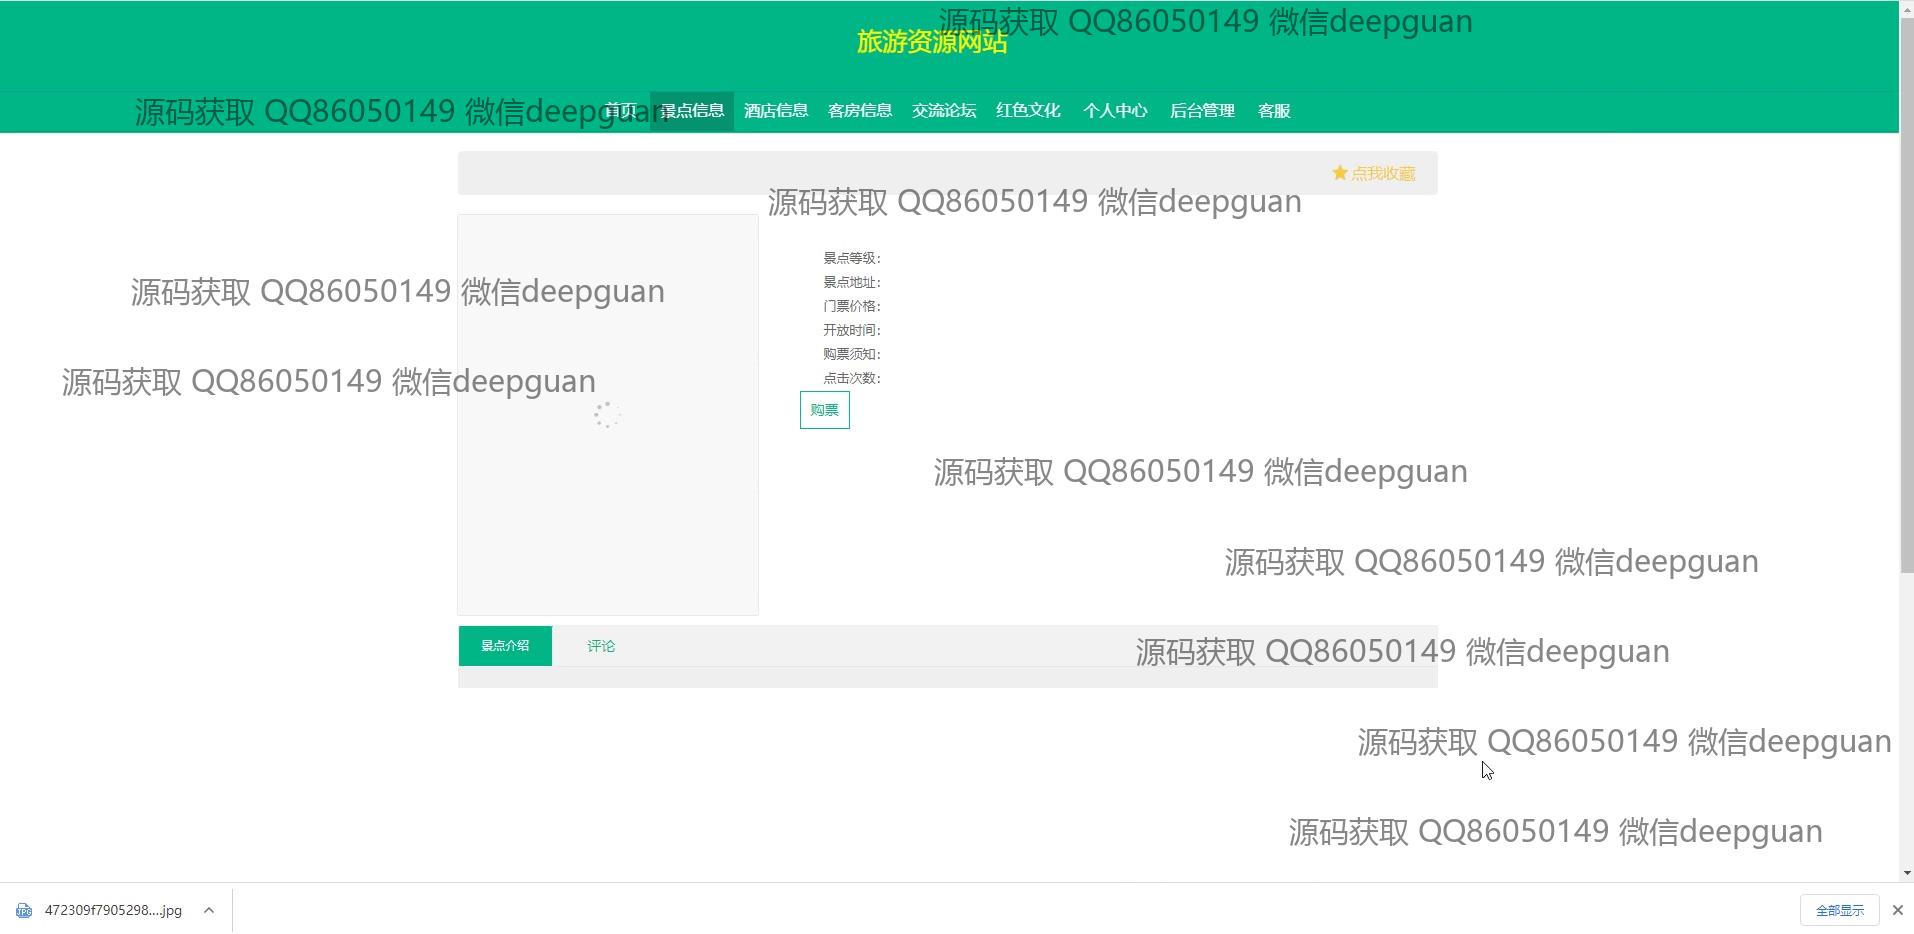 源码获取 QQ86050149 微信deepguan
旅游资源网站
源码获取 QQ86050149 微信deepguan
首页 景点信息 酒店信息 客房信息 交流论坛 红色文化 个人中心 后台管理 客服
点我收藏
源码获取 QQ86050149 微信deepguan
景点等级：
景点地址：
源码获取 QQ86050149 微信deepguan
门票价格：
开放时间：
购票须知：
点击次数：
源码获取 QQ86050149 微信deepguan
购票
源码获取 QQ86050149 微信deepguan
源码获取 QQ86050149 微信deepguan
景点介绍 评论
源码获取 QQ86050149 微信deepguan
源码获取 QQ86050149 微信deepguan
源码获取 QQ86050149 微信deepguan
472309f7905298....jpg
全部显示